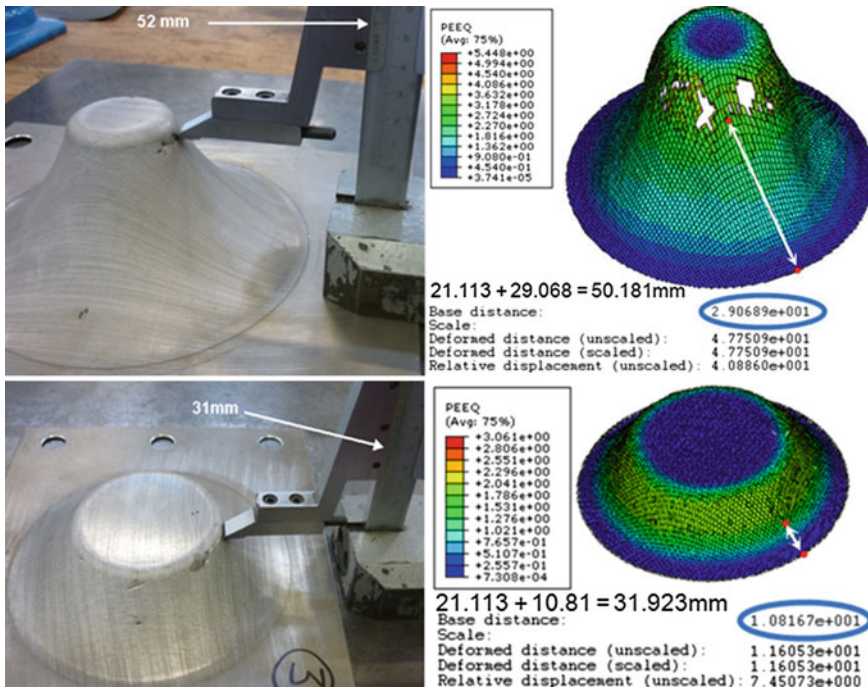 52 mm
PEEQ
(Avg: 75%)
+5.448e+00
+4.994e+00
+4.540e+00
+4.086e+00
+3.632e+00
+3.178e+00
+2.724e+00
+2.270e+00
+1.816e+00
+1.362e+00
+9.080e-01
+4.540e-01
+3.741e-05
21.113 + 29.068 = 50.181mm
Base distance: 2.90689e+001
Scale:
Deformed distance (unscaled): 4.77509e+001
Deformed distance (scaled): 4.77509e+001
Relative displacement (unscaled): 4.08860e+001
31mm
PEEQ
(Avg: 75%)
+3.061e+00
+2.806e+00
+2.551e+00
+2.296e+00
+2.041e+00
+1.786e+00
+1.531e+00
+1.276e+00
+1.021e+00
+7.657e-01
+5.107e-01
+2.557e-01
+7.308e-04
21.113 + 10.81 = 31.923mm
Base distance: 1.08167e+001
Scale:
Deformed distance (unscaled): 1.16053e+001
Deformed distance (scaled): 1.16053e+001
Relative displacement (unscaled): 7.45073e+000
3